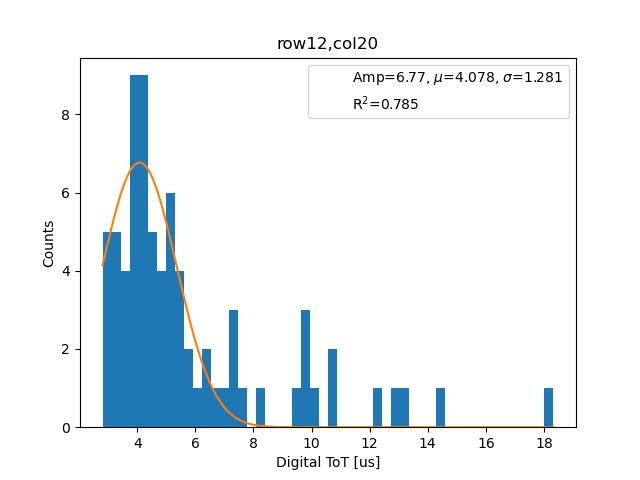 row12,col20
Amp=6.77, μ=4.078, σ=1.281
R²=0.785
Counts
8
6
4
2
0
4 6 8 10 12 14 16 18
Digital ToT [us]